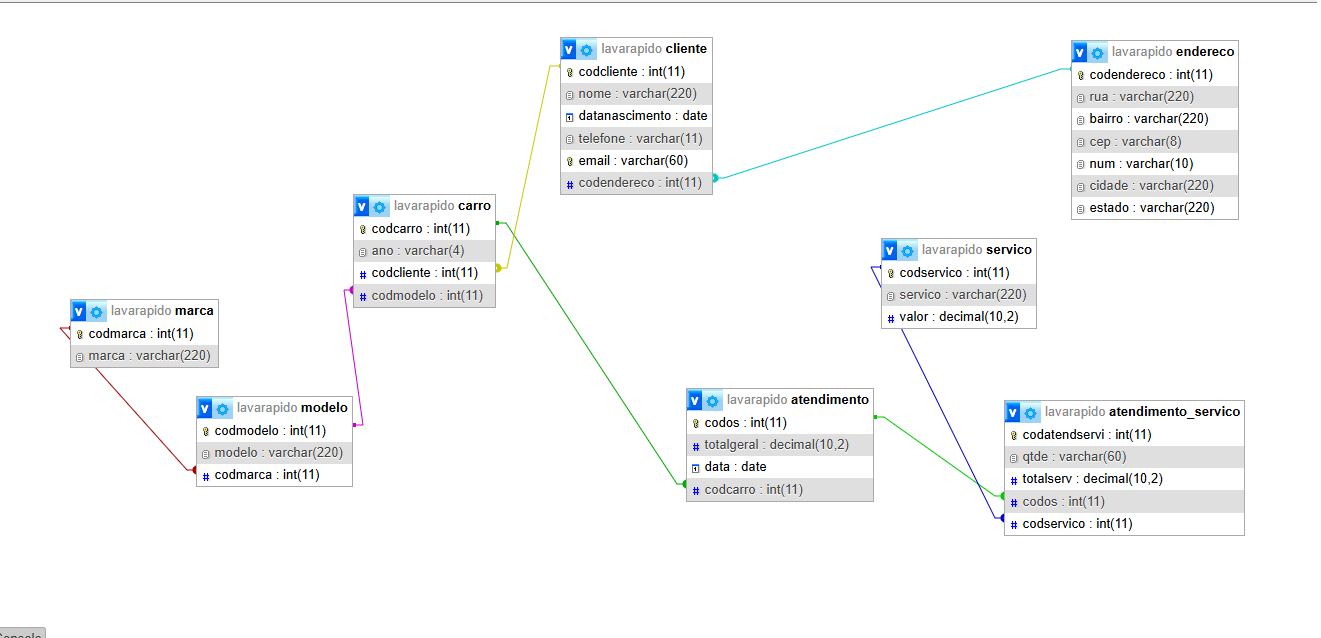 lavarapido cliente
codcliente : int(11)
nome : varchar(220)
datanascimento : date
telefone : varchar(11)
email : varchar(60)
codendereco : int(11)
lavarapido endereco
codendereco : int(11)
rua : varchar(220)
bairro : varchar(220)
cep : varchar(8)
num : varchar(10)
cidade : varchar(220)
estado : varchar(220)
lavarapido carro
codcarro : int(11)
ano : varchar(4)
codcliente : int(11)
codmodelo : int(11)
lavarapido servico
codservico : int(11)
servico : varchar(220)
valor : decimal(10,2)
lavarapido marca
codmarca : int(11)
marca : varchar(220)
lavarapido modelo
codmodelo : int(11)
modelo : varchar(220)
codmarca : int(11)
lavarapido atendimento
codos : int(11)
totalgeral : decimal(10,2)
data : date
codcarro : int(11)
lavarapido atendimento_servico
codatendservi : int(11)
qtde : varchar(60)
totalserv : decimal(10,2)
codos : int(11)
codservico : int(11)